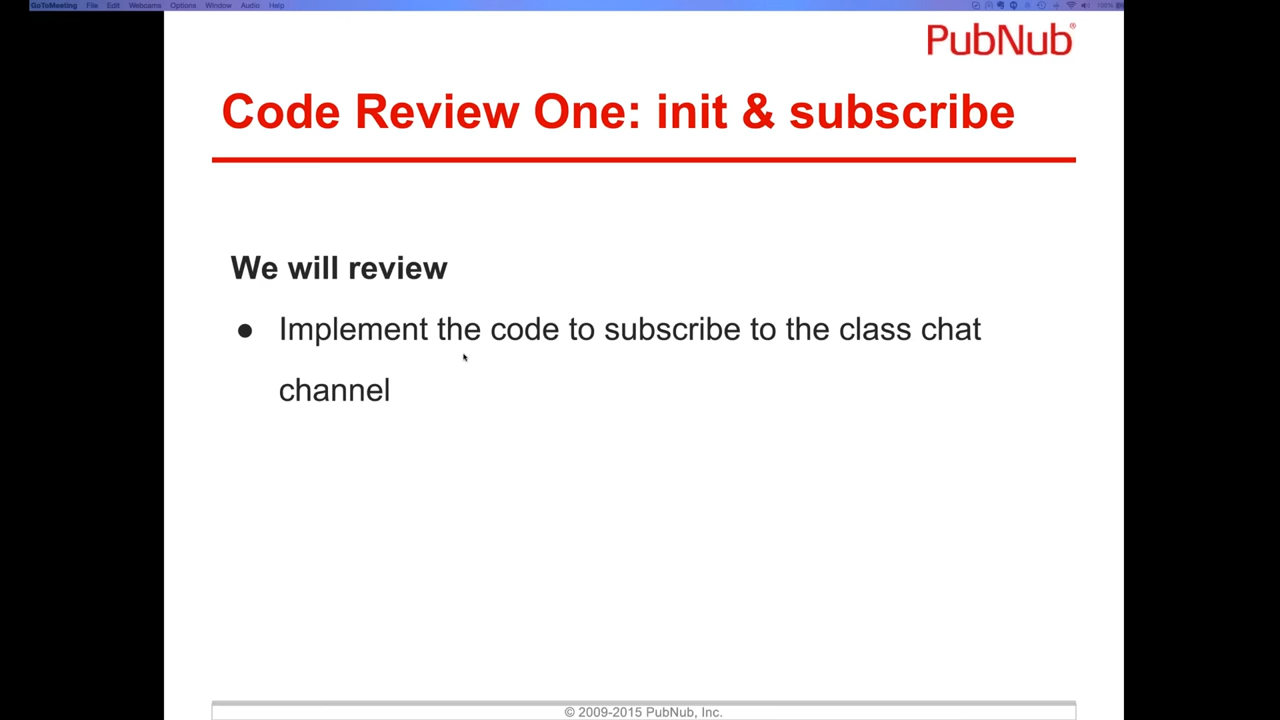 GoToMeeting File Edit Webcams Options Window Audio Help
PubNub®
Code Review One: init & subscribe
We will review
● Implement the code to subscribe to the class chat
channel
© 2009-2015 PubNub, Inc.